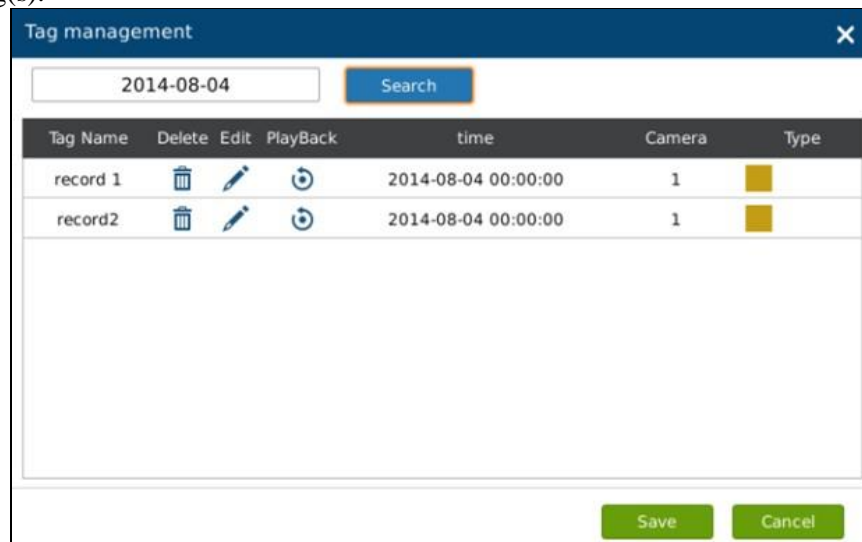 Tag management
2014-08-04 Search
Tag Name Delete Edit PlayBack time Camera Type
record 1 2014-08-04 00:00:00 1
record2 2014-08-04 00:00:00 1
Save Cancel